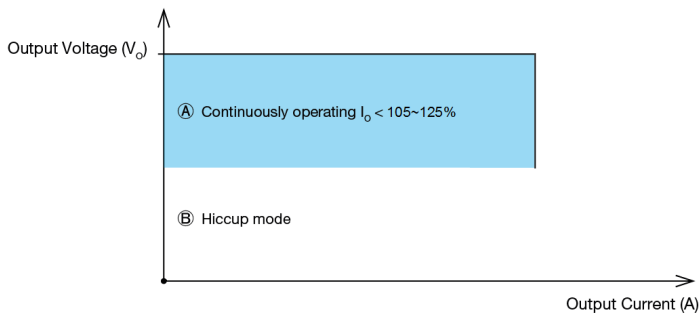 Output Voltage (Vo)
Ⓐ Continuously operating Io < 105~125%
Ⓑ Hiccup mode
Output Current (A)